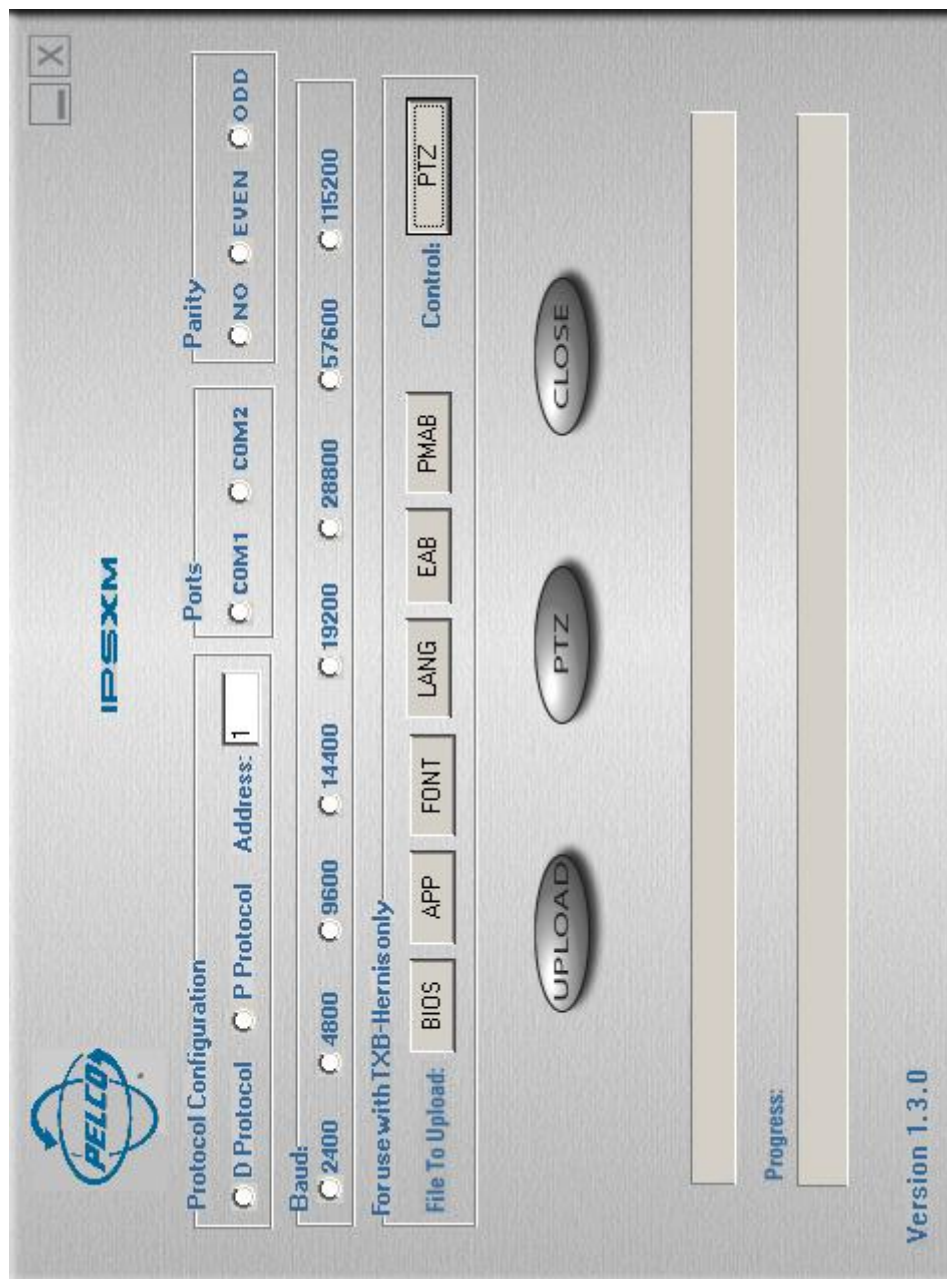 PELCO
IPSXM
Protocol Configuration
D Protocol P Protocol Address: 1
Ports
COM1 COM2
Parity
NO EVEN ODD
Baud:
2400 4800 9600 14400 19200 28800 57600 115200
For use with TXB-Hernis only
File To Upload: BIOS APP FONT LANG EAB PMAB Control: PTZ
UPLOAD PTZ CLOSE
Progress:
Version 1.3.0